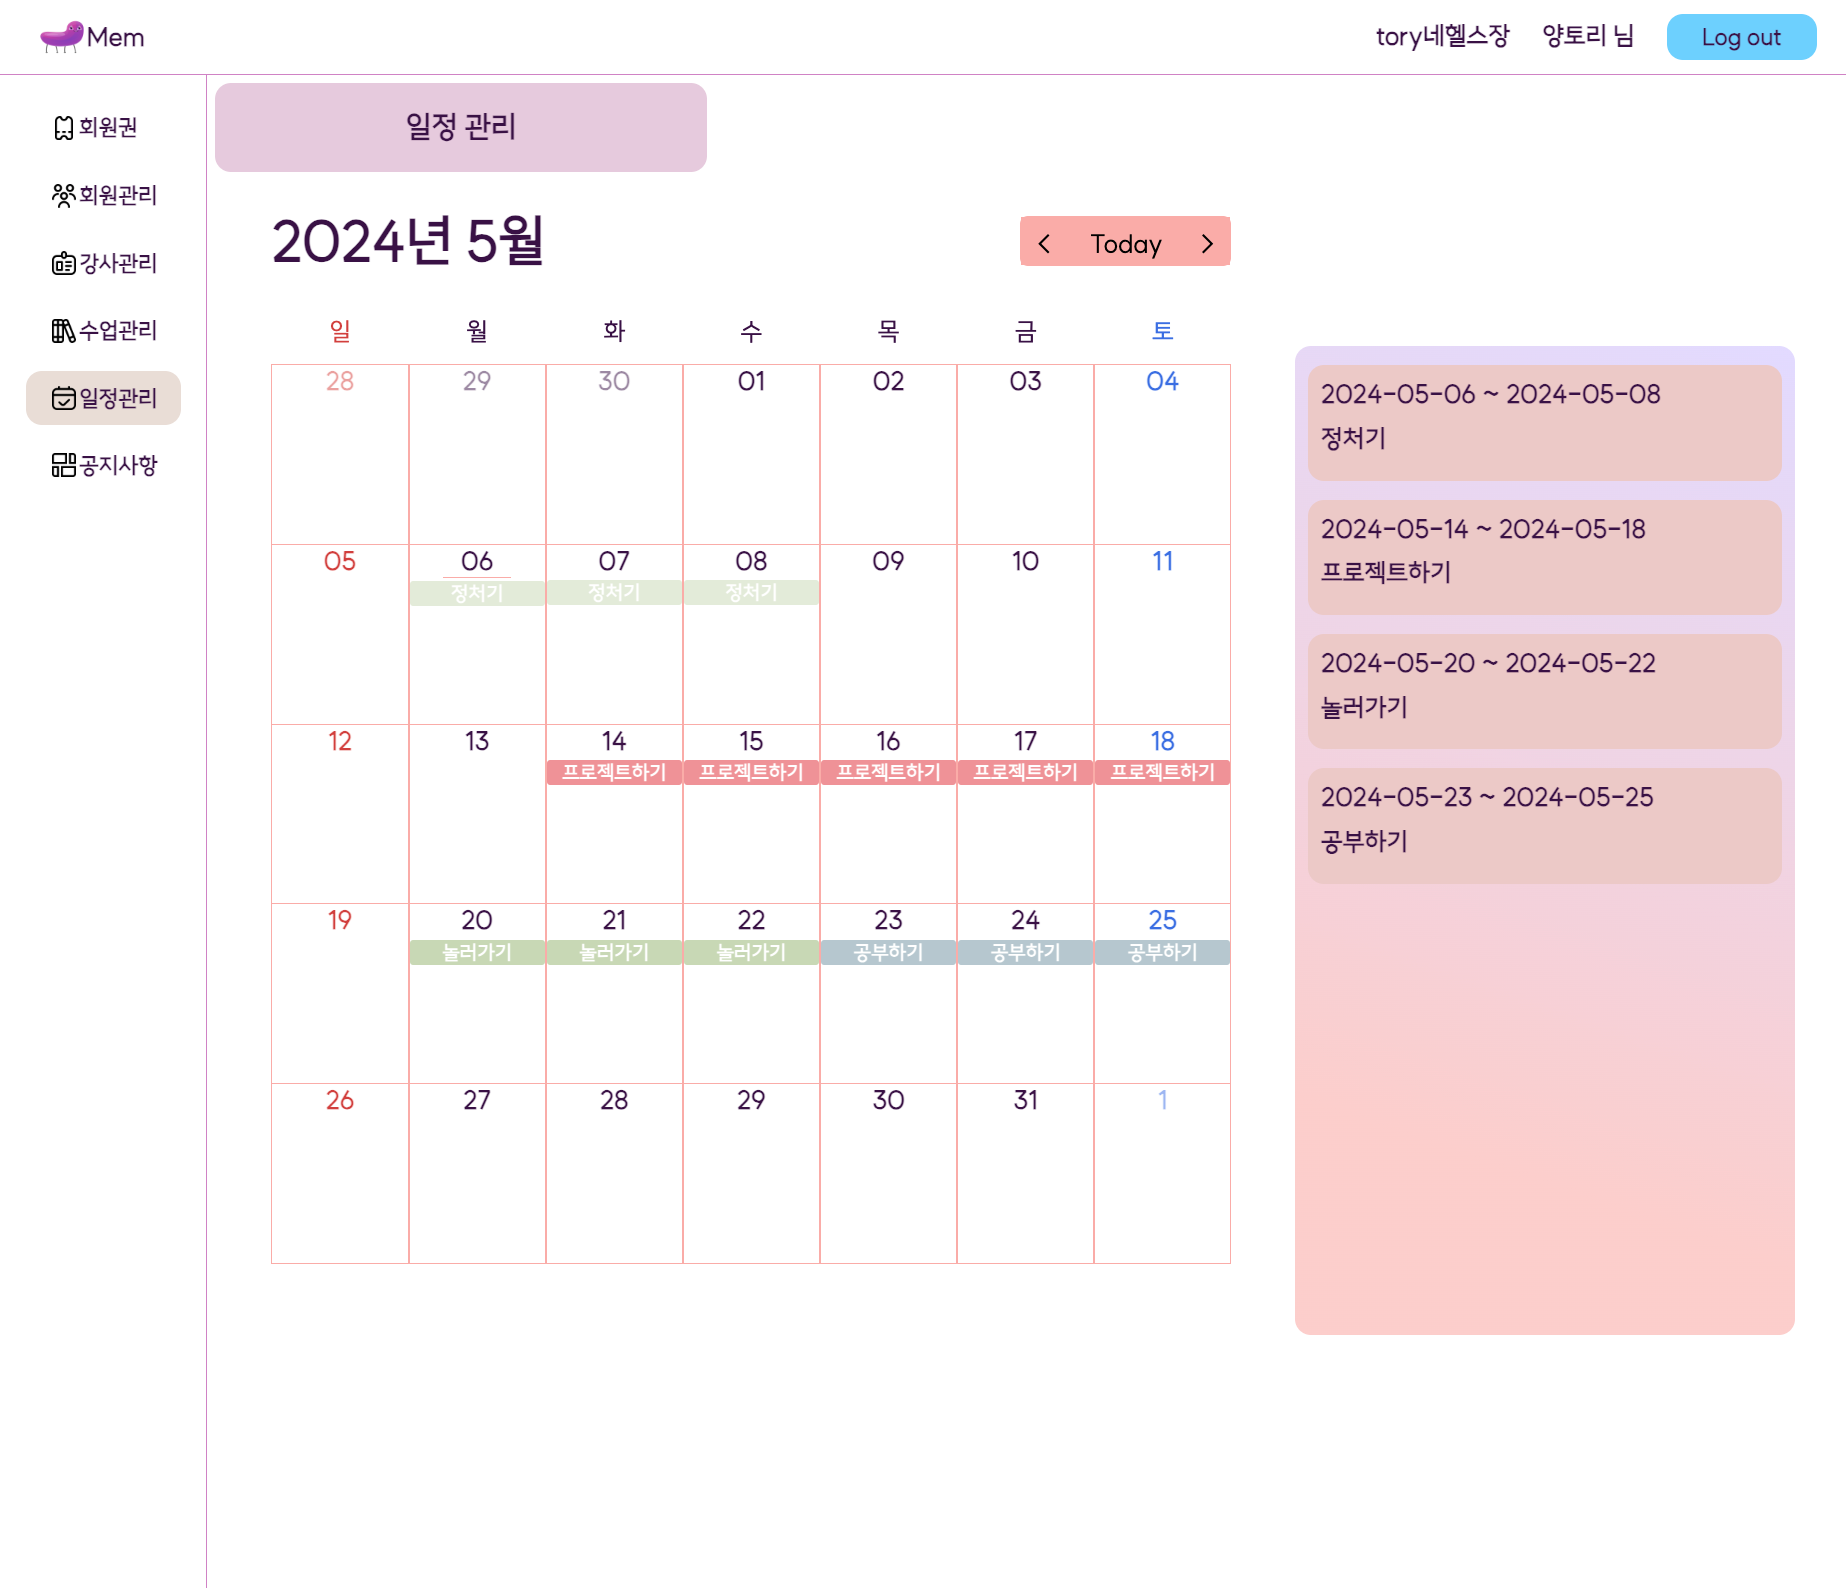 Mem
tory네헬스장 양토리 님 Log out
회원권
회원관리
강사관리
수업관리
일정관리
공지사항
일정 관리
2024년 5월
Today
일 월 화 수 목 금 토
28 29 30 01 02 03 04
05 06 07 08 09 10 11
정처기 정처기 정처기
12 13 14 15 16 17 18
프로젝트하기 프로젝트하기 프로젝트하기 프로젝트하기 프로젝트하기
19 20 21 22 23 24 25
놀러가기 놀러가기 놀러가기 공부하기 공부하기 공부하기
26 27 28 29 30 31 1
2024-05-06 ~ 2024-05-08
정처기
2024-05-14 ~ 2024-05-18
프로젝트하기
2024-05-20 ~ 2024-05-22
놀러가기
2024-05-23 ~ 2024-05-25
공부하기